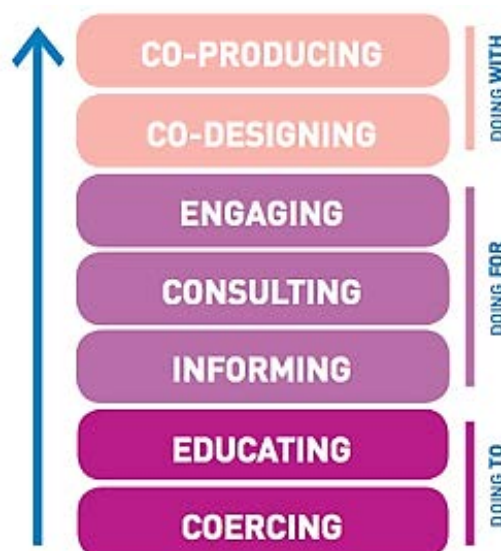 CO-PRODUCING
CO-DESIGNING
DOING WITH
ENGAGING
CONSULTING
INFORMING
DOING FOR
EDUCATING
COERCING
DOING TO